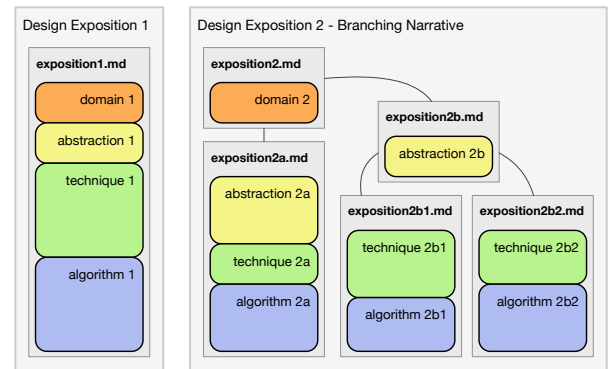 Design Exposition 1
exposition1.md
domain 1
abstraction 1
technique 1
algorithm 1
Design Exposition 2 - Branching Narrative
exposition2.md
domain 2
exposition2a.md
abstraction 2a
technique 2a
algorithm 2a
exposition2b.md
abstraction 2b
exposition2b1.md
technique 2b1
algorithm 2b1
exposition2b2.md
technique 2b2
algorithm 2b2